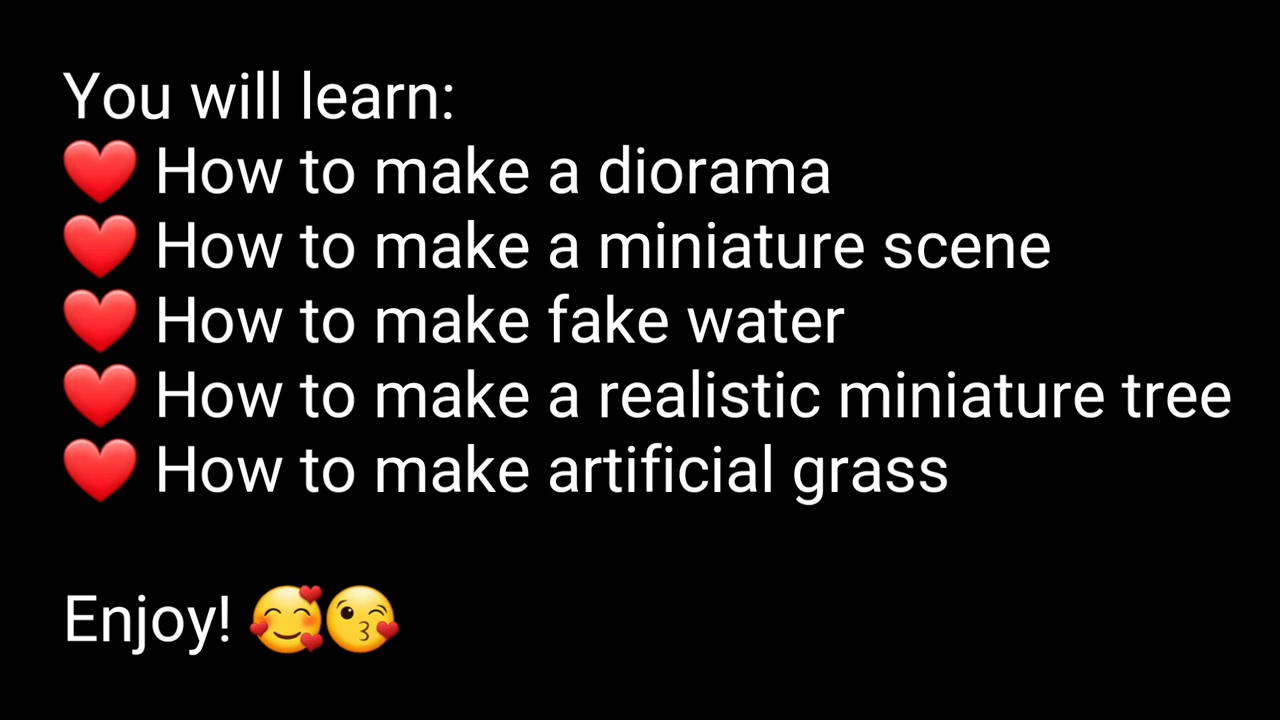 You will learn:
❤️ How to make a diorama
❤️ How to make a miniature scene
❤️ How to make fake water
❤️ How to make a realistic miniature tree
❤️ How to make artificial grass
Enjoy! 🥰😘